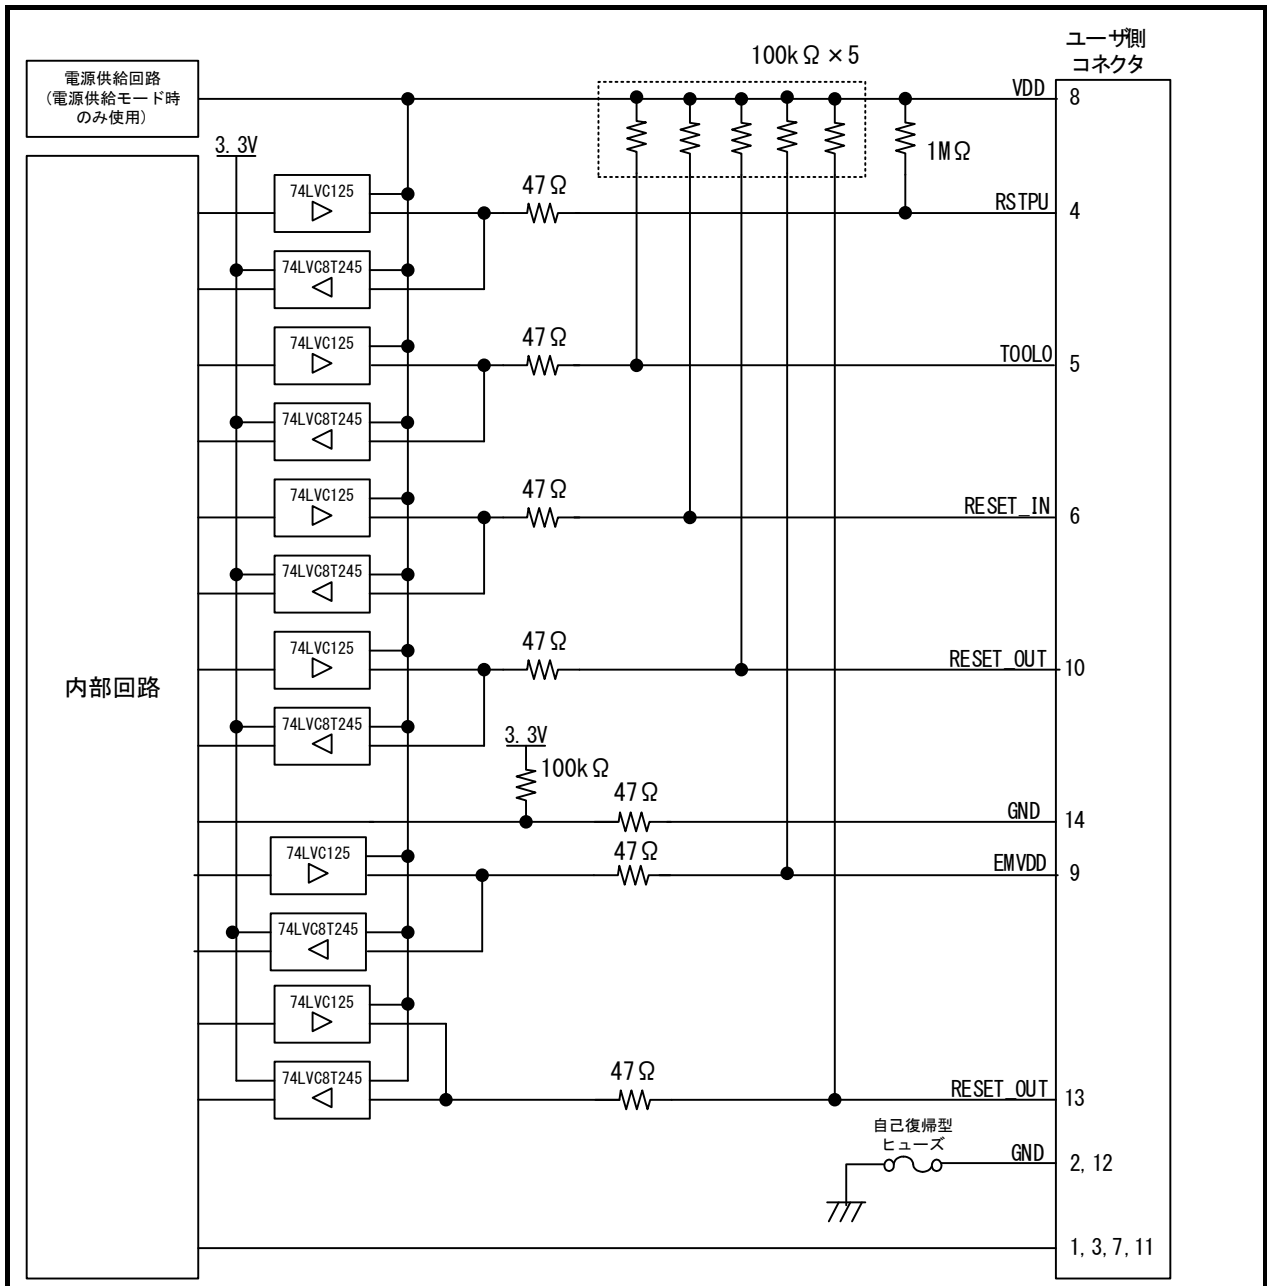 ユーザ側
コネクタ
100kΩ×5
電源供給回路
(電源供給モード時
のみ使用)
VDD
8
3.3V
1MΩ
74LVC125
47Ω
RSTPU
4
74LVC8T245
74LVC125
47Ω
TOOL0
5
74LVC8T245
74LVC125
47Ω
RESET_IN
6
74LVC8T245
74LVC125
47Ω
RESET_OUT
10
内部回路
74LVC8T245
3.3V
100kΩ
47Ω
GND
14
74LVC125
47Ω
EMVDD
9
74LVC8T245
74LVC125
74LVC8T245
47Ω
RESET_OUT
13
自己復帰型
ヒューズ
GND
2,12
1,3,7,11